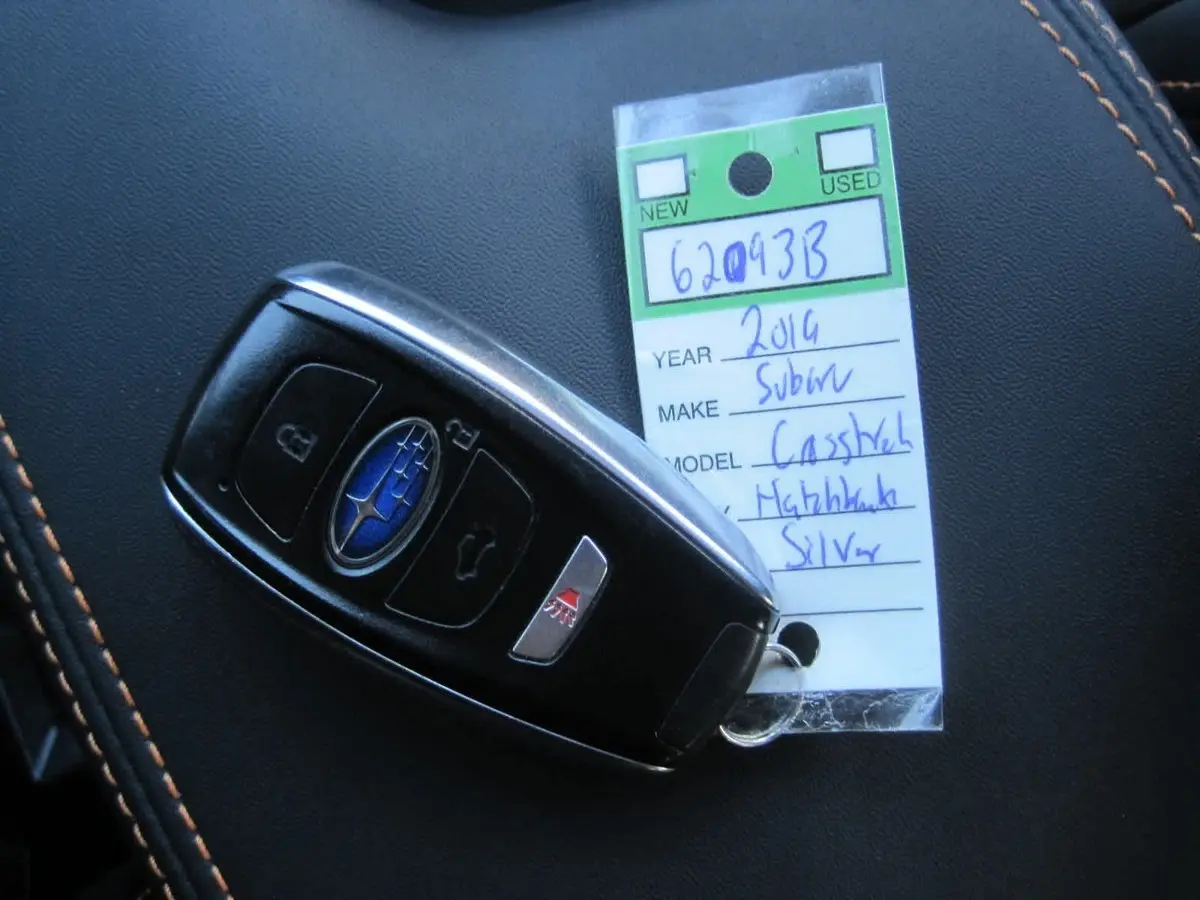 NEW USED
62093B
YEAR 2019
MAKE Subaru
MODEL Crosstrek
Hatchback
Silver